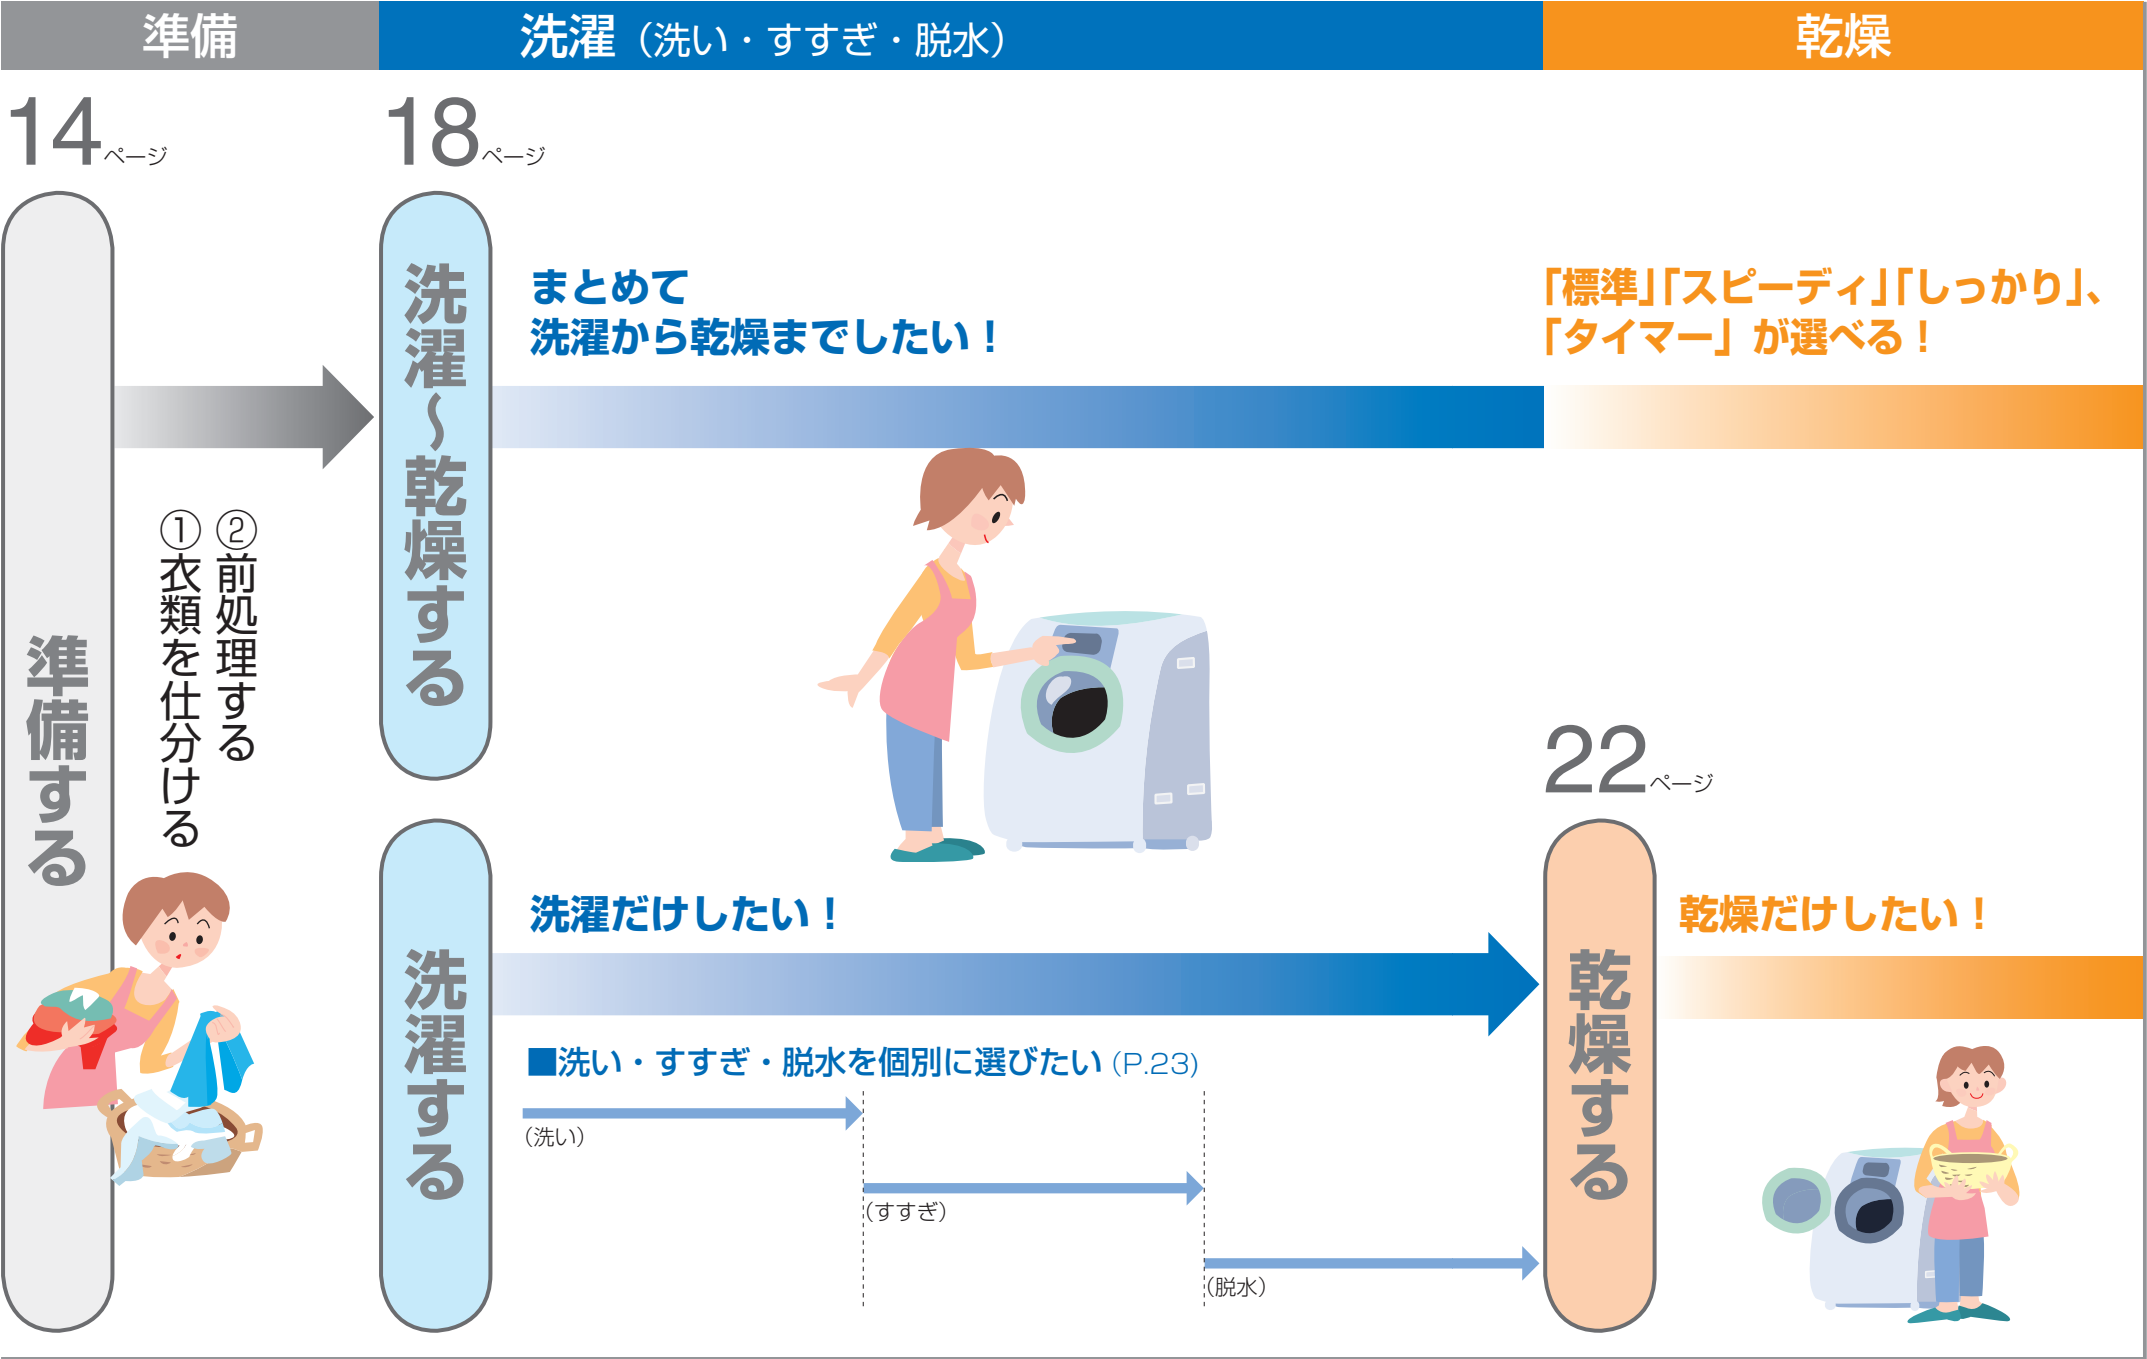 準備
洗濯（洗い・すすぎ・脱水）
乾燥
14ページ
準備する
①衣類を仕分ける
②前処理する
18ページ
洗濯〜乾燥する
まとめて
洗濯から乾燥までしたい！
「標準」「スピーディ」「しっかり」、
「タイマー」が選べる！
洗濯する
洗濯だけしたい！
■洗い・すすぎ・脱水を個別に選びたい（P.23）
（洗い）
（すすぎ）
（脱水）
22ページ
乾燥する
乾燥だけしたい！